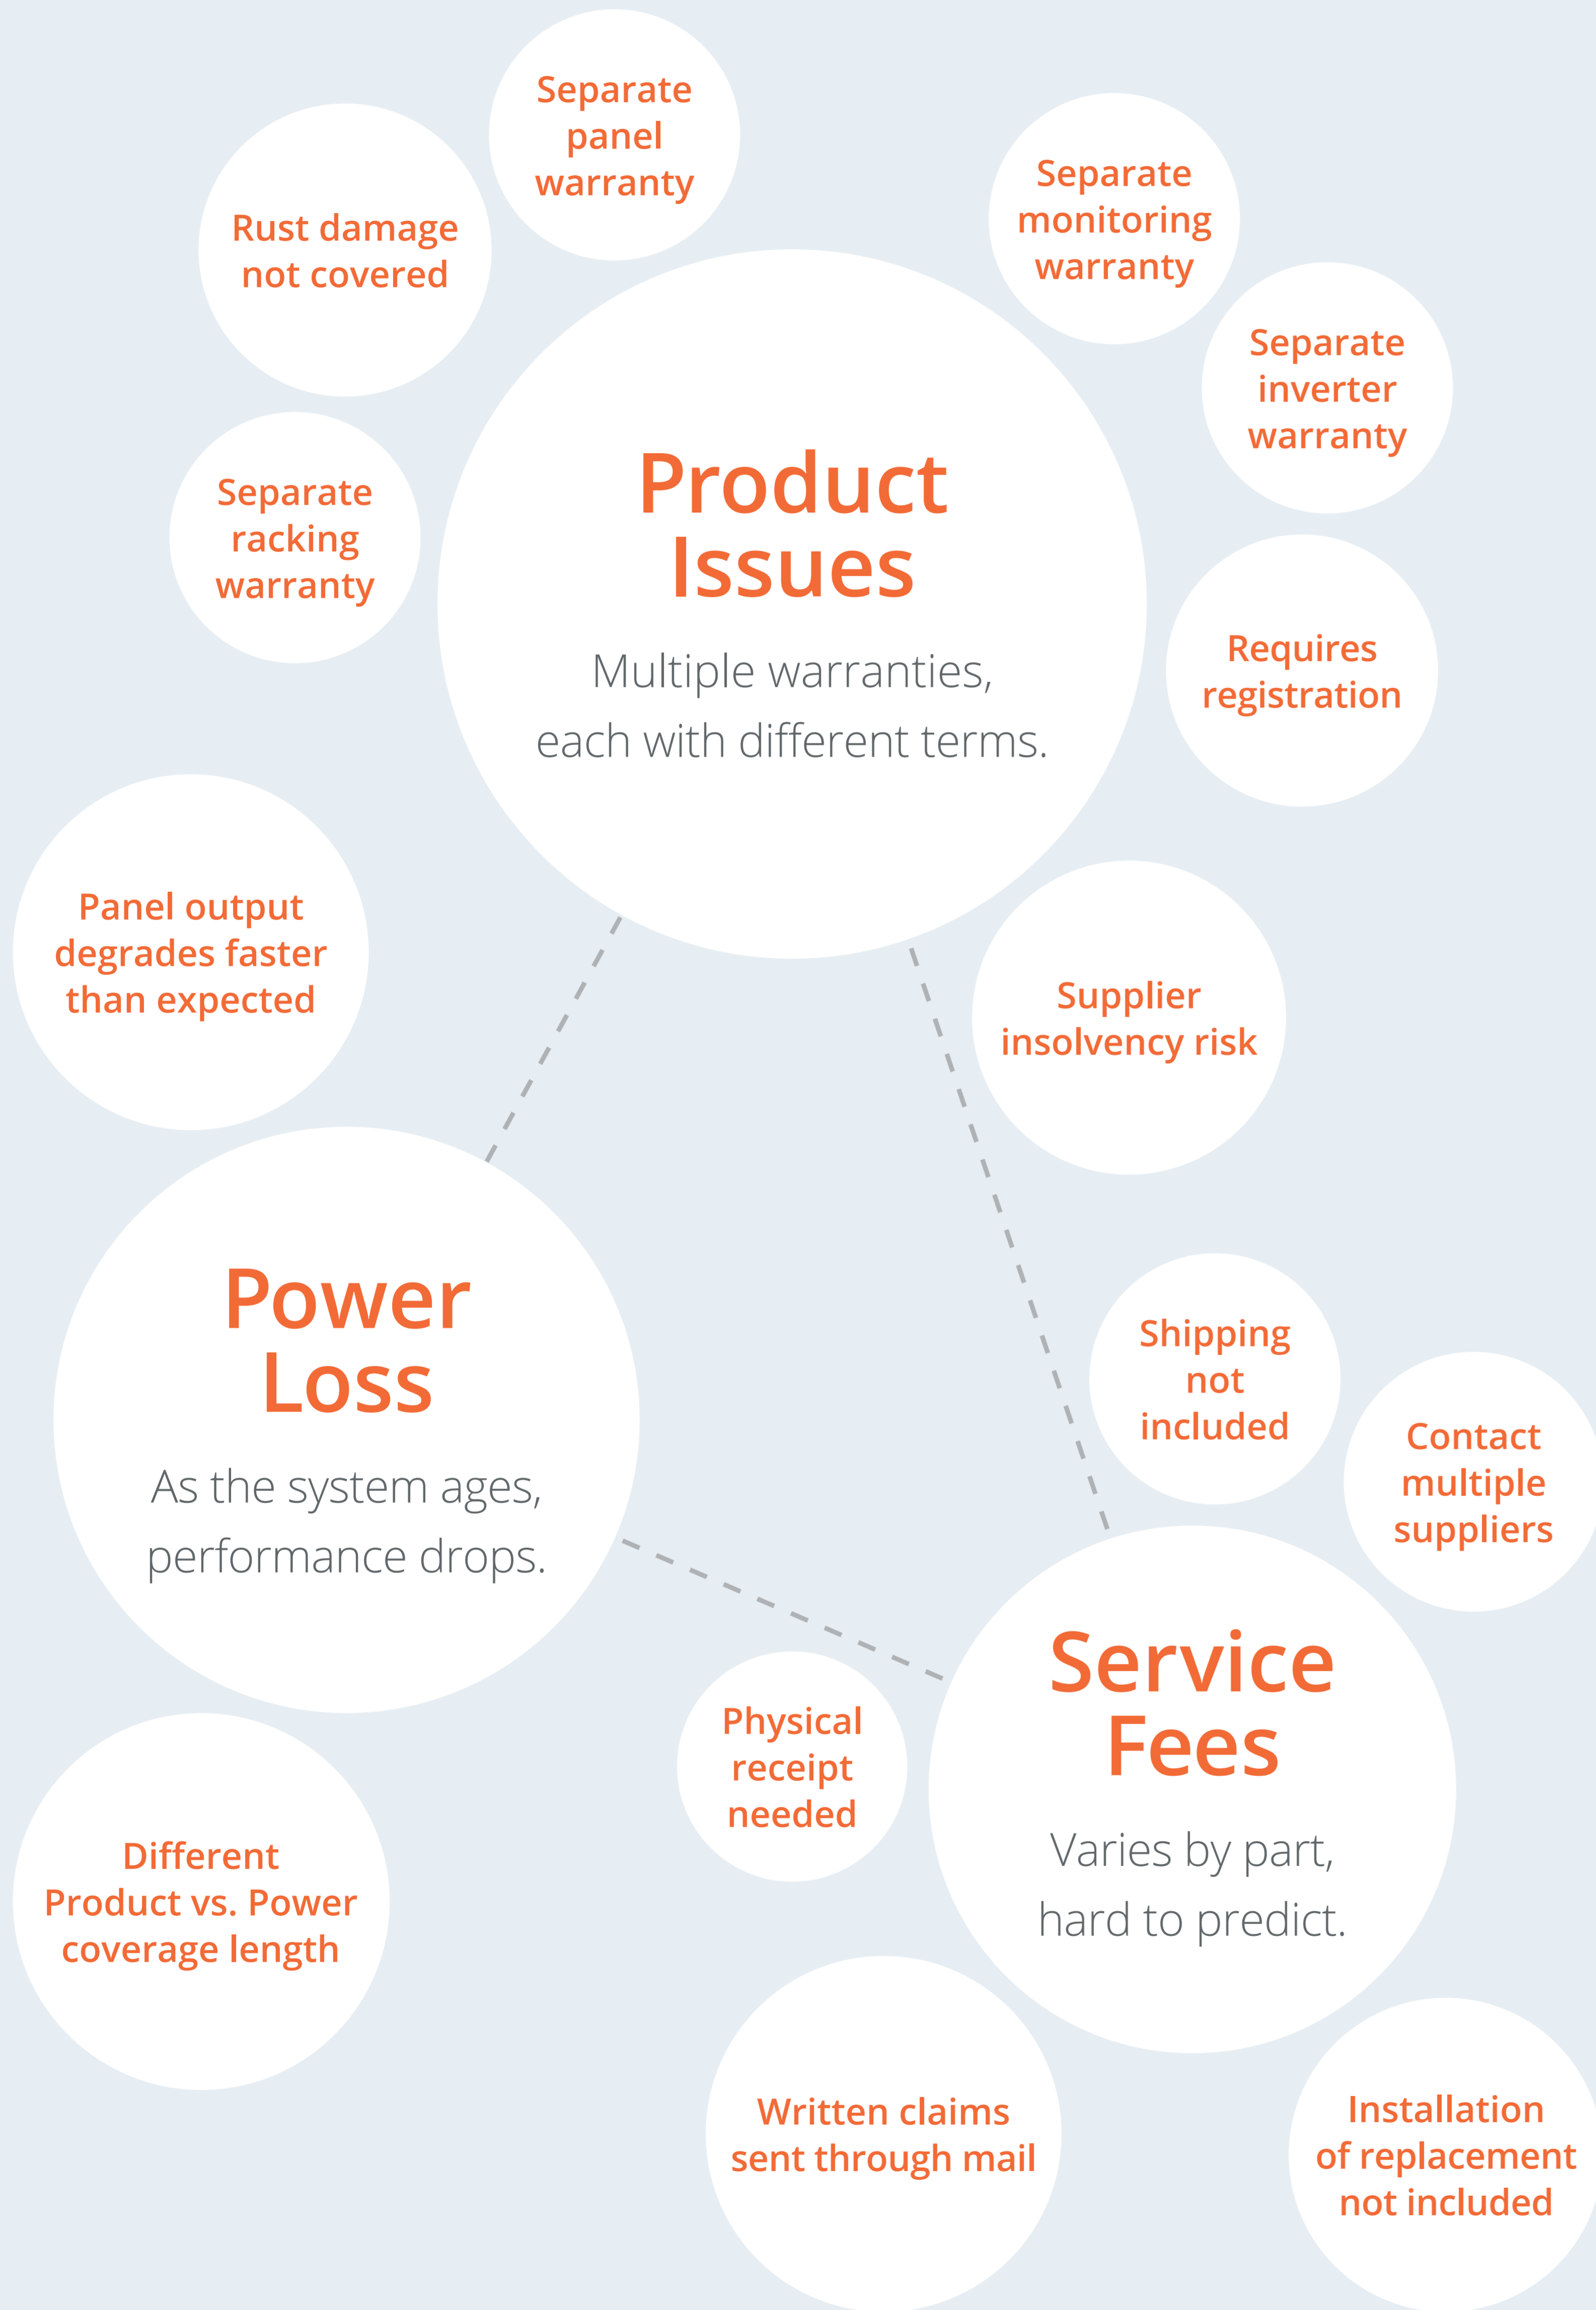 Separate
panel
warranty
Rust damage
not covered
Separate
monitoring
warranty
Separate
inverter
warranty
Separate
racking
warranty
Product
Issues
Multiple warranties,
each with different terms.
Requires
registration
Panel output
degrades faster
than expected
Supplier
insolvency risk
Power
Loss
As the system ages,
performance drops.
Shipping
not
included
Contact
multiple
suppliers
Service
Fees
Varies by part,
hard to predict.
Physical
receipt
needed
Different
Product vs. Power
coverage length
Written claims
sent through mail
Installation
of replacement
not included